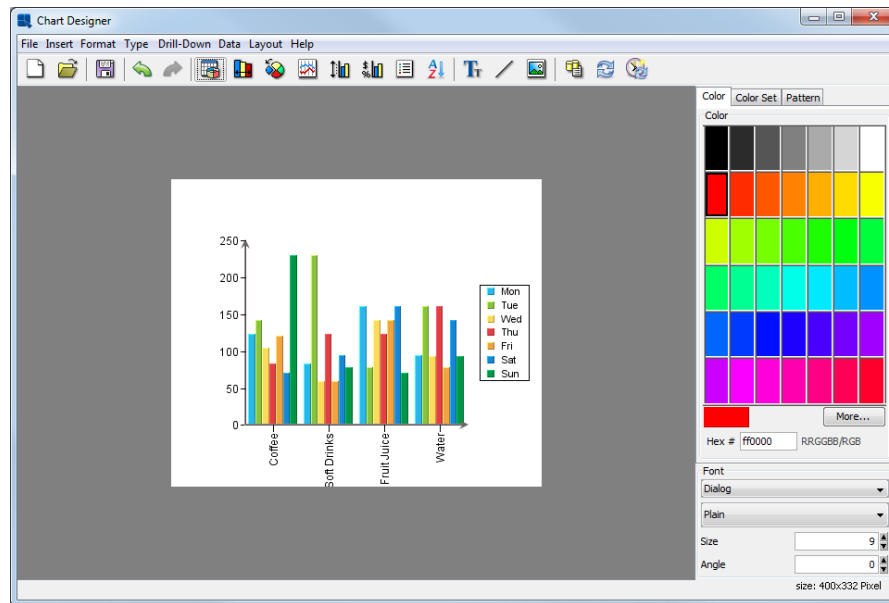 Chart Designer
File Insert Format Type Drill-Down Data Layout Help
Color Color Set Pattern
Color
250
200
150
100
50
0
Coffee
Soft Drinks
Fruit Juice
Water
Mon
Tue
Wed
Thu
Fri
Sat
Sun
More...
Hex # ff0000 RRGGBB/RGB
Font
Dialog
Plain
Size 9
Angle 0
size: 400x332 Pixel